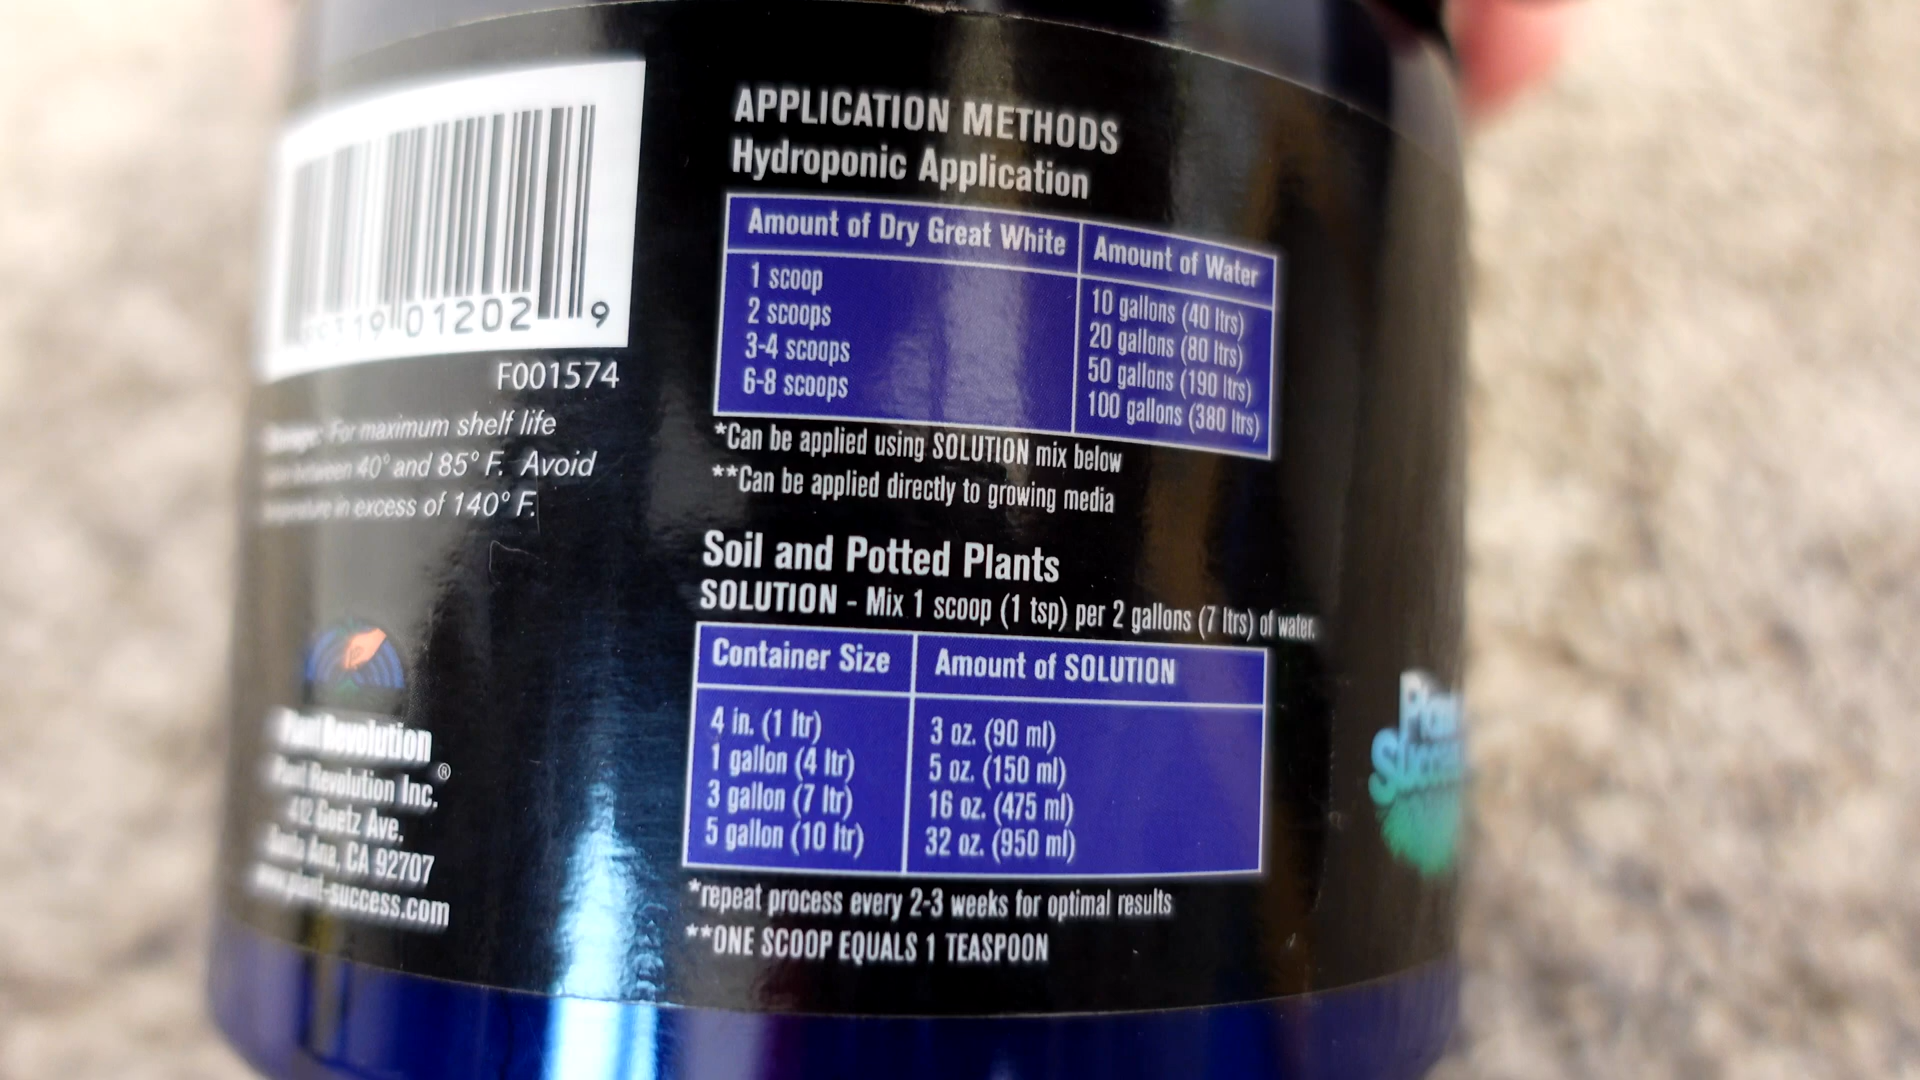 01202 9
F001574
For maximum shelf life
between 40° and 85° F. Avoid
temperature in excess of 140° F.
Plant Revolution ®
Plant Revolution Inc.
412 Goetz Ave.
Santa Ana, CA 92707
www.plant-success.com
APPLICATION METHODS
Hydroponic Application
Amount of Dry Great White Amount of Water
1 scoop 10 gallons (40 ltrs)
2 scoops 20 gallons (80 ltrs)
3-4 scoops 50 gallons (190 ltrs)
6-8 scoops 100 gallons (380 ltrs)
*Can be applied using SOLUTION mix below
**Can be applied directly to growing media
Soil and Potted Plants
SOLUTION - Mix 1 scoop (1 tsp) per 2 gallons (7 ltrs) of water.
Container Size Amount of SOLUTION
4 in. (1 ltr) 3 oz. (90 ml)
1 gallon (4 ltr) 5 oz. (150 ml)
3 gallon (7 ltr) 16 oz. (475 ml)
5 gallon (10 ltr) 32 oz. (950 ml)
*repeat process every 2-3 weeks for optimal results
**ONE SCOOP EQUALS 1 TEASPOON
Plant
Success